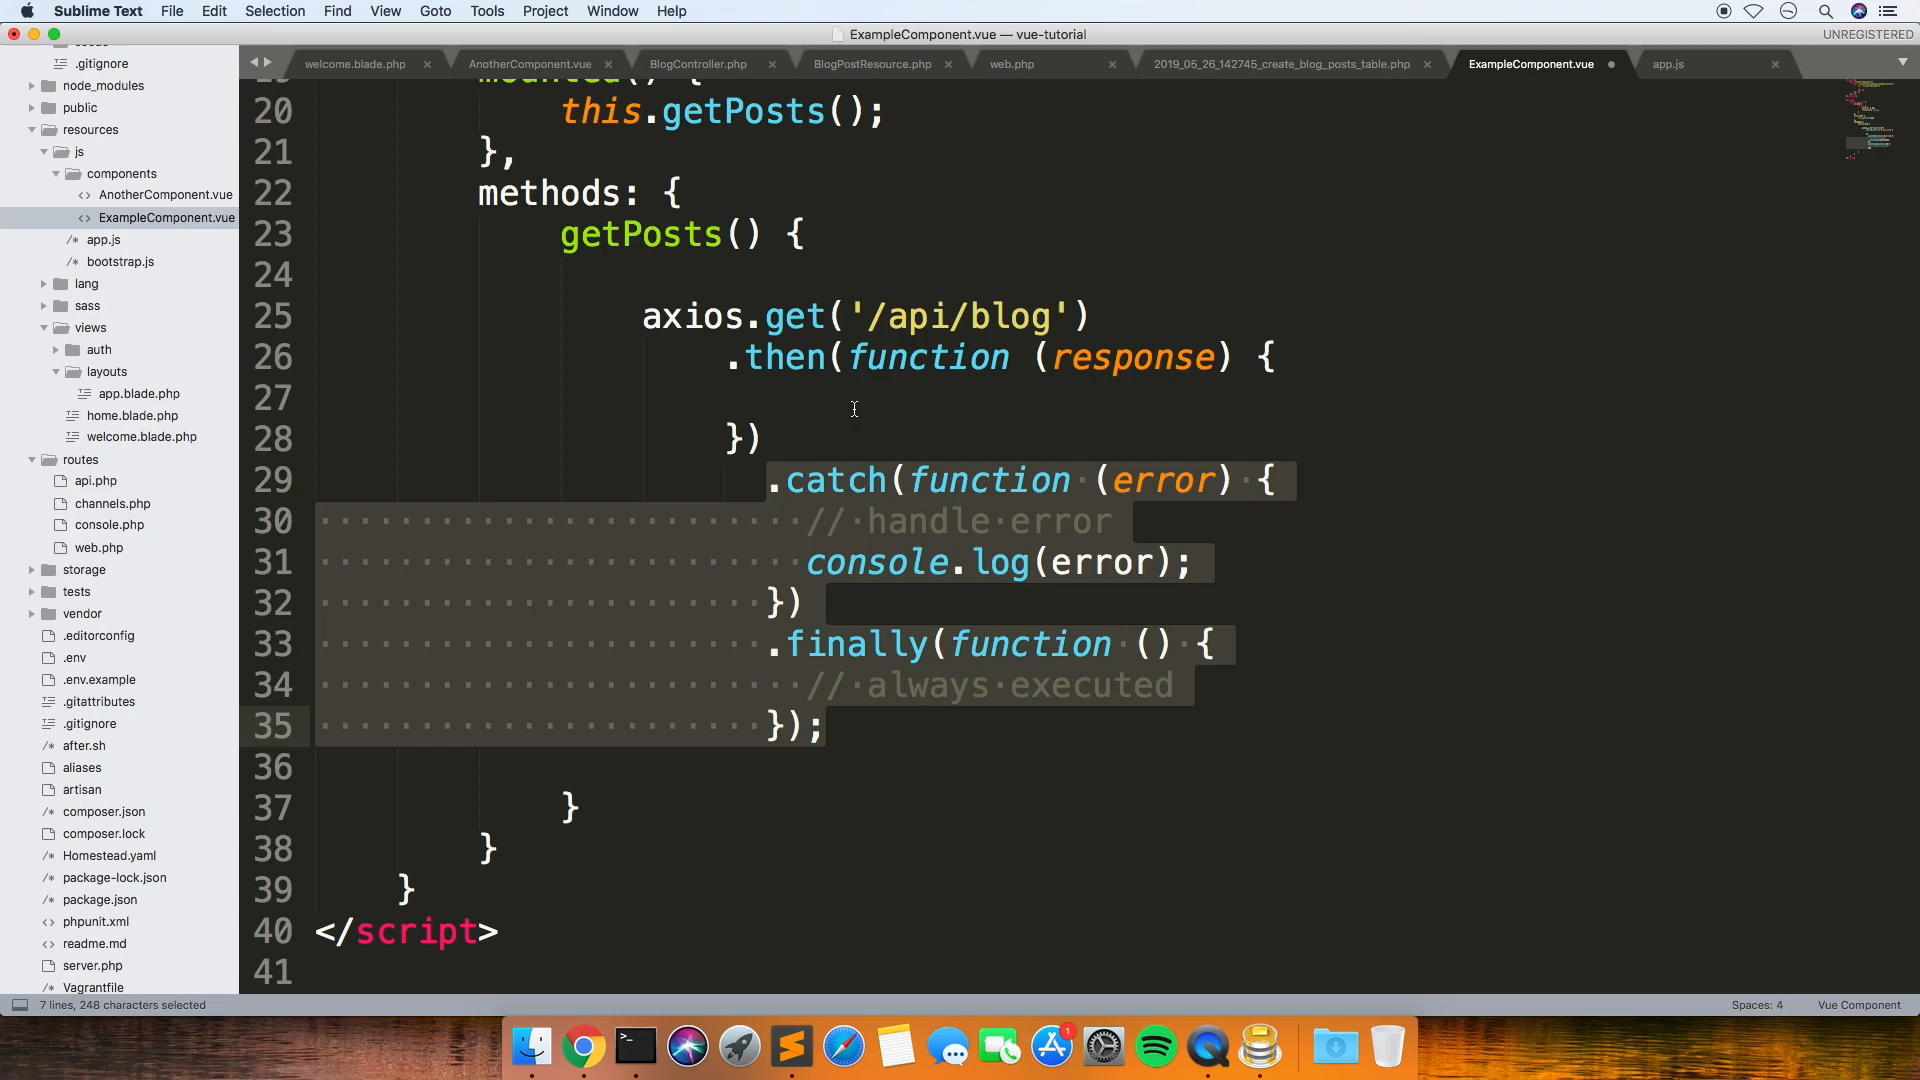 Sublime Text File Edit Selection Find View Goto Tools Project Window Help
ExampleComponent.vue — vue-tutorial
UNREGISTERED
welcome.blade.php
AnotherComponent.vue
BlogController.php
BlogPostResource.php
web.php
2019_05_26_142745_create_blog_posts_table.php
ExampleComponent.vue
app.js
.gitignore
node_modules
public
resources
js
components
AnotherComponent.vue
ExampleComponent.vue
app.js
bootstrap.js
lang
sass
views
auth
layouts
app.blade.php
home.blade.php
welcome.blade.php
routes
api.php
channels.php
console.php
web.php
storage
tests
vendor
.editorconfig
.env
.env.example
.gitattributes
.gitignore
after.sh
aliases
artisan
composer.json
composer.lock
Homestead.yaml
package-lock.json
package.json
phpunit.xml
readme.md
server.php
Vagrantfile
mounted() {
20 this.getPosts();
21 },
22 methods: {
23 getPosts() {
24
25 axios.get('/api/blog')
26 .then(function (response) {
27
28 })
29 .catch(function (error) {
30 // handle error
31 console.log(error);
32 })
33 .finally(function () {
34 // always executed
35 });
36
37 }
38 }
39 }
40 </script>
41
7 lines, 248 characters selected
Spaces: 4
Vue Component
1